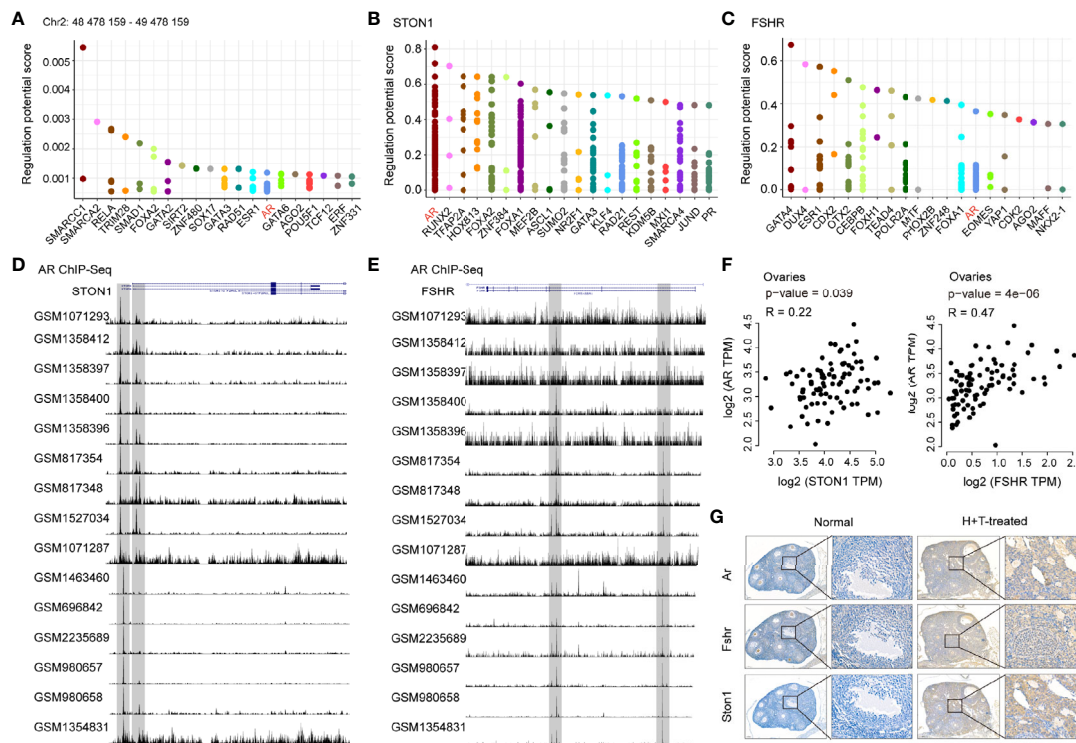 A
Chr2: 48 478 159 - 49 478 159
Regulation potential score
0.005
0.004
0.003
0.002
0.001
SMARCC1
SMARCA2
RELA
TRIM28
SMAD1
FOXA2
GATA2
SIRT2
ZNF480
SOX17
GATA3
RAD51
ESR1
AR
GATA6
AGO2
POU5F1
TCF12
ERF
ZNF331
B
STON1
Regulation potential score
0.8
0.6
0.4
0.2
0.0
AR
RUNX2
TFAP2A
HOXB13
FOXA2
ZNF384
FOXA1
MEF2B
ASCL1
SUMO2
NR2F1
GATA3
KLF4
RAD21
REST
KDM5B
MXI1
SMARCA4
JUND
PR
C
FSHR
Regulation potential score
0.6
0.4
0.2
0.0
GATA4
DUX4
ESR1
CDX2
OTX2
CEBPB
FOXH1
TEAD4
POLR2A
MITF
PHOX2B
ZNF248
FOXA1
AR
EOMES
YAP1
CDK2
AGO2
MAFF
NKX2-1
D
AR ChIP-Seq
STON1
GSM1071293
GSM1358412
GSM1358397
GSM1358400
GSM1358396
GSM817354
GSM817348
GSM1527034
GSM1071287
GSM1463460
GSM696842
GSM2235689
GSM980657
GSM980658
GSM1354831
E
AR ChIP-Seq
FSHR
GSM1071293
GSM1358412
GSM1358397
GSM1358400
GSM1358396
GSM817354
GSM817348
GSM1527034
GSM1071287
GSM1463460
GSM696842
GSM2235689
GSM980657
GSM980658
GSM1354831
F
Ovaries
p-value = 0.039
R = 0.22
log2 (AR TPM)
4.5
4.0
3.5
3.0
2.5
2.0
3.0 3.5 4.0 4.5 5.0
log2 (STON1 TPM)
Ovaries
p-value = 4e-06
R = 0.47
log2 (AR TPM)
4.5
4.0
3.5
3.0
2.5
2.0
0.0 0.5 1.0 1.5 2.0 2.5
log2 (FSHR TPM)
G
Normal
H+T-treated
Ar
Fshr
Ston1